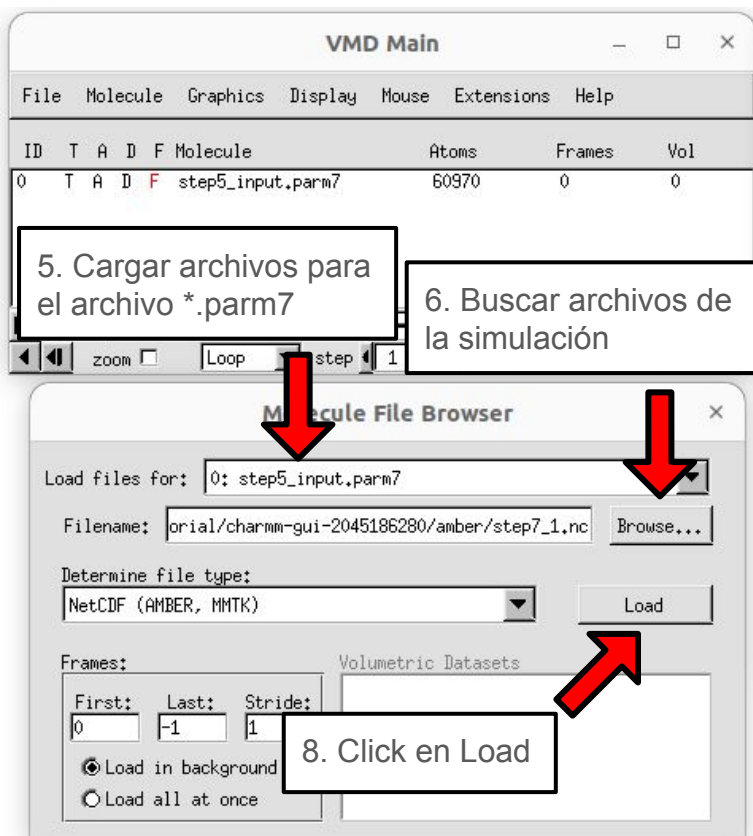 VMD Main
File Molecule Graphics Display Mouse Extensions Help
ID T A D F Molecule Atoms Frames Vol
0 T A D F step5_input.parm7 60970 0 0
5. Cargar archivos para
el archivo *.parm7
6. Buscar archivos de
la simulación
zoom Loop step 1
Molecule File Browser
Load files for: 0: step5_input.parm7
Filename: orial/charmm-gui-2045186280/amber/step7_1.nc Browse...
Determine file type:
NetCDF (AMBER, MMTK) Load
Frames: Volumetric Datasets
First: Last: Stride:
0 -1 1
8. Click en Load
Load in background
Load all at once